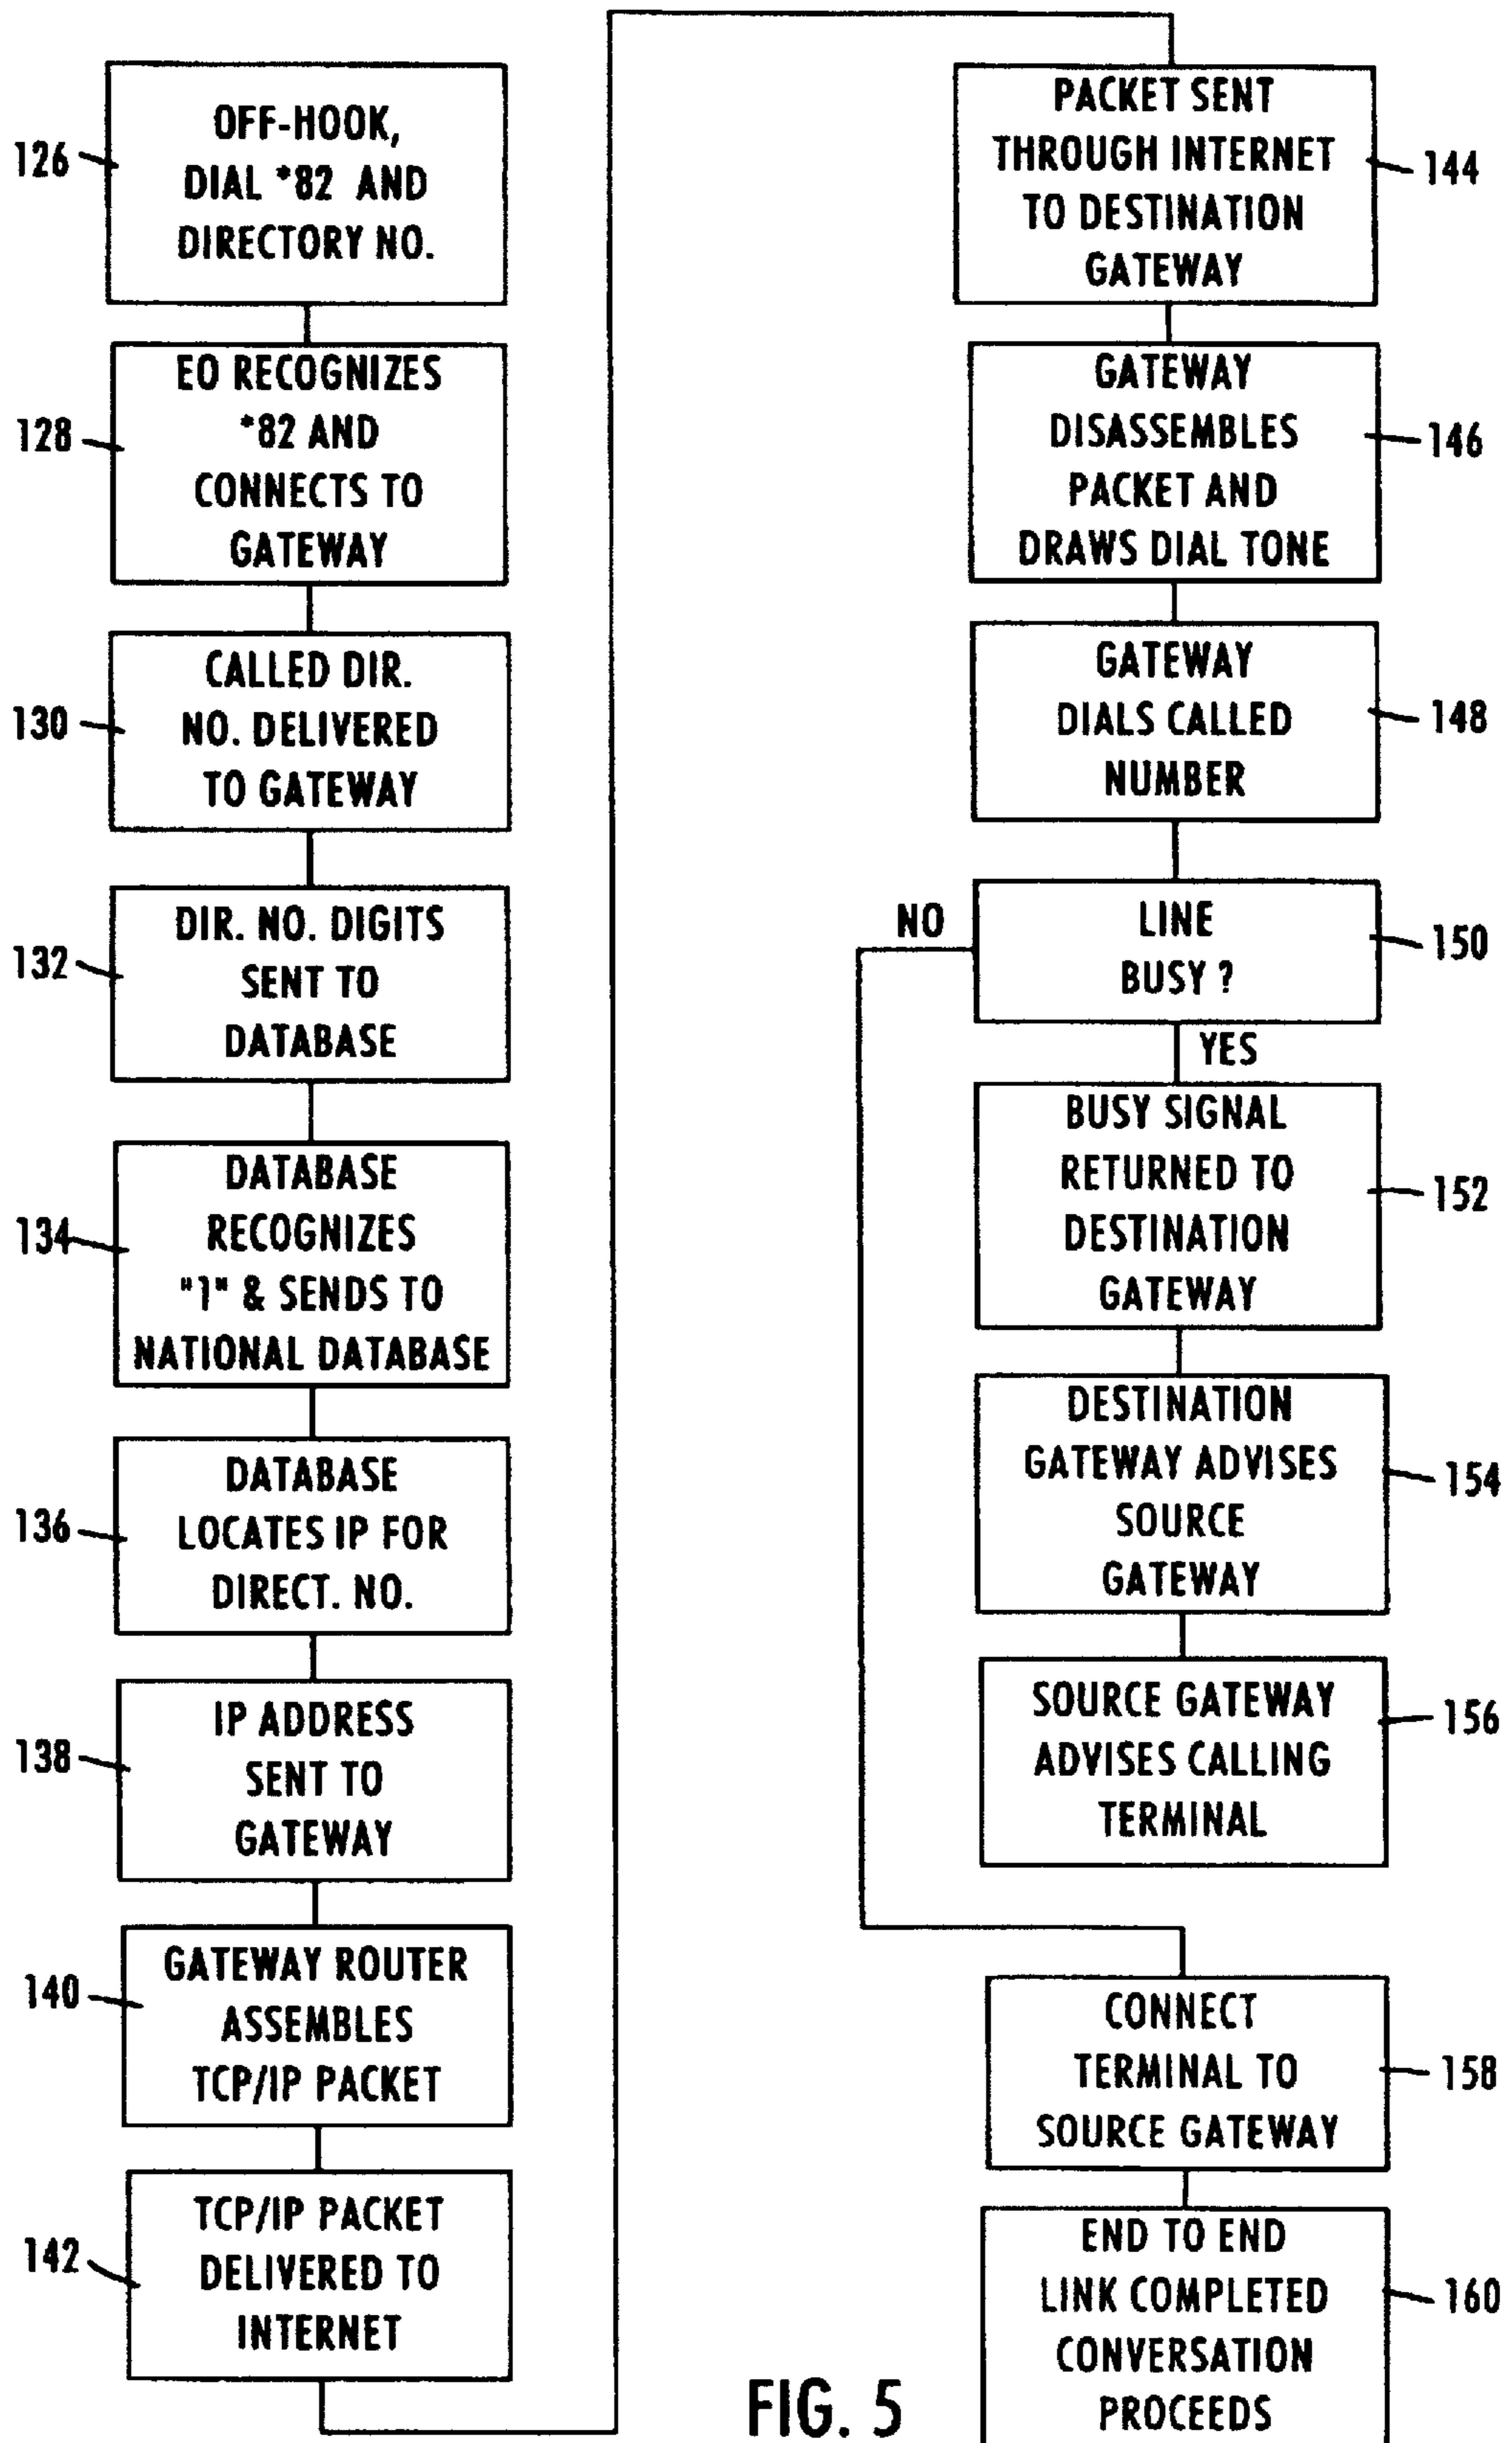 126
OFF-HOOK,
DIAL *82 AND
DIRECTORY NO.
128
EO RECOGNIZES
*82 AND
CONNECTS TO
GATEWAY
130
CALLED DIR.
NO. DELIVERED
TO GATEWAY
132
DIR. NO. DIGITS
SENT TO
DATABASE
134
DATABASE
RECOGNIZES
"1" & SENDS TO
NATIONAL DATABASE
136
DATABASE
LOCATES IP FOR
DIRECT. NO.
138
IP ADDRESS
SENT TO
GATEWAY
140
GATEWAY ROUTER
ASSEMBLES
TCP/IP PACKET
142
TCP/IP PACKET
DELIVERED TO
INTERNET
PACKET SENT
THROUGH INTERNET
TO DESTINATION
GATEWAY
144
GATEWAY
DISASSEMBLES
PACKET AND
DRAWS DIAL TONE
146
GATEWAY
DIALS CALLED
NUMBER
148
NO
LINE
BUSY ?
150
YES
BUSY SIGNAL
RETURNED TO
DESTINATION
GATEWAY
152
DESTINATION
GATEWAY ADVISES
SOURCE
GATEWAY
154
SOURCE GATEWAY
ADVISES CALLING
TERMINAL
156
CONNECT
TERMINAL TO
SOURCE GATEWAY
158
END TO END
LINK COMPLETED
CONVERSATION
PROCEEDS
160
FIG. 5